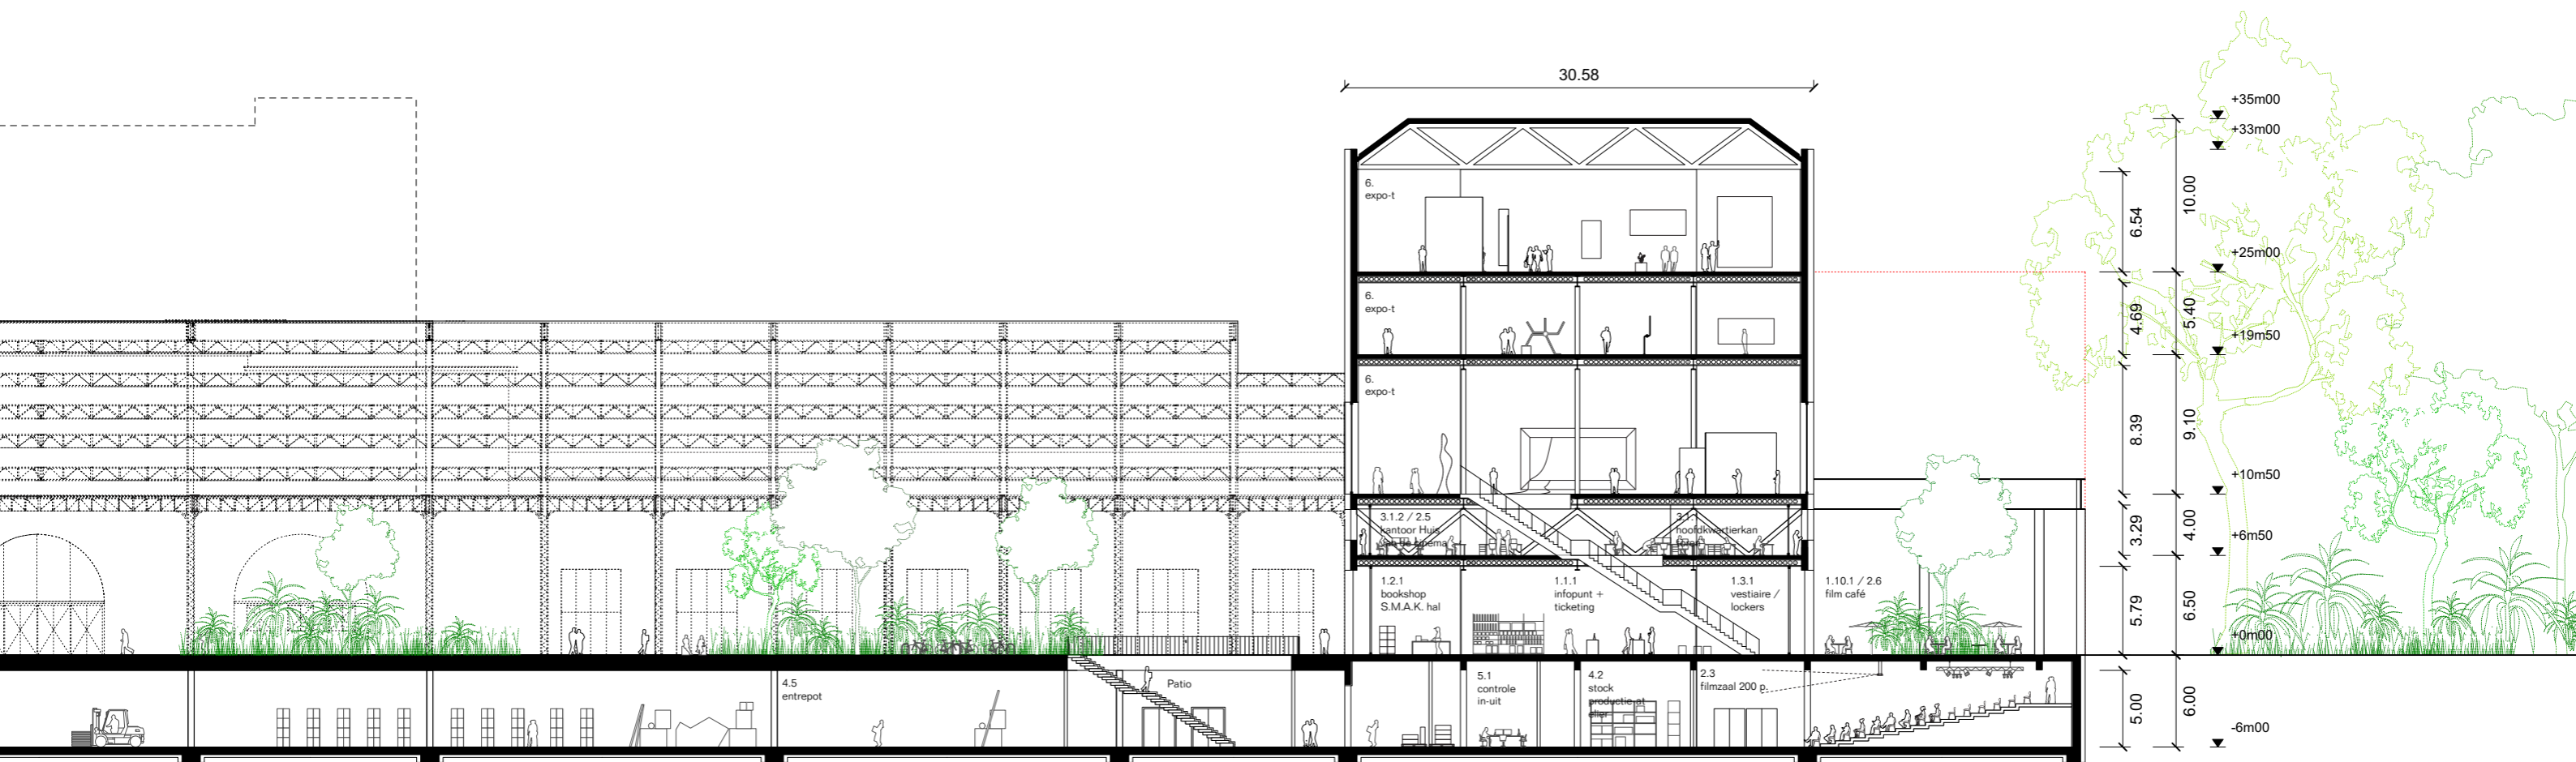 30.58
+35m00
+33m00
+25m00
+19m50
+10m50
+6m50
+0m00
-6m00
10.00
5.40
9.10
4.00
6.50
6.00
6.54
4.69
8.39
3.29
5.79
5.00
6.
expo-t
6.
expo-t
6.
expo-t
3.1.2 / 2.5
kantoor Huis
hoofdkwartierkan
1.2.1
bookshop
S.M.A.K. hal
1.1.1
infopunt +
ticketing
1.3.1
vestiaire /
lockers
1.10.1 / 2.6
film café
4.5
entrepot
Patio
5.1
controle
in-uit
4.2
stock
productie-at
elier
2.3
filmzaal 200 p.